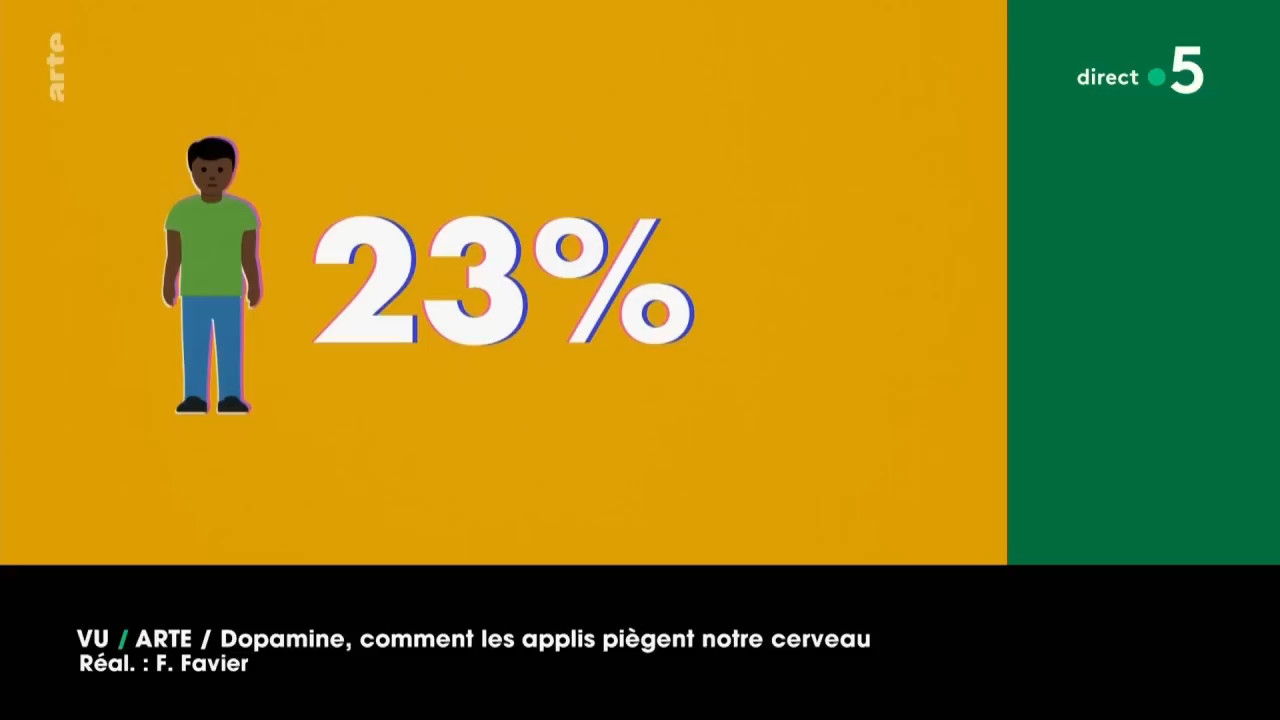 arte
direct 5
23%
VU / ARTE / Dopamine, comment les applis piègent notre cerveau
Réal. : F. Favier